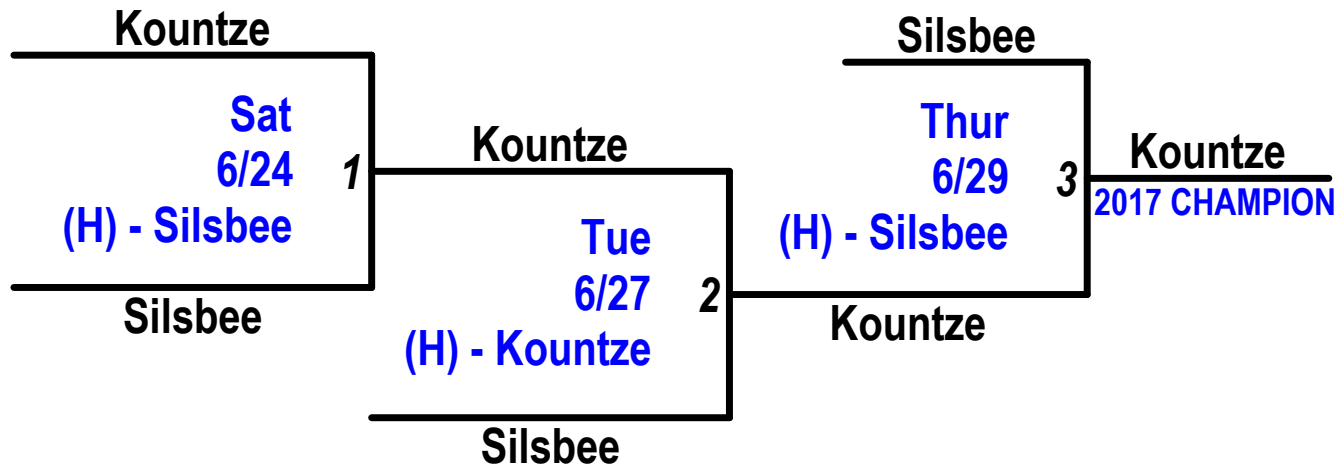 Kountze
Sat
6/24
1
(H) - Silsbee
Silsbee
Kountze
Tue
6/27
2
(H) - Kountze
Silsbee
Silsbee
Thur
6/29
3
(H) - Silsbee
Kountze
Kountze
2017 CHAMPION